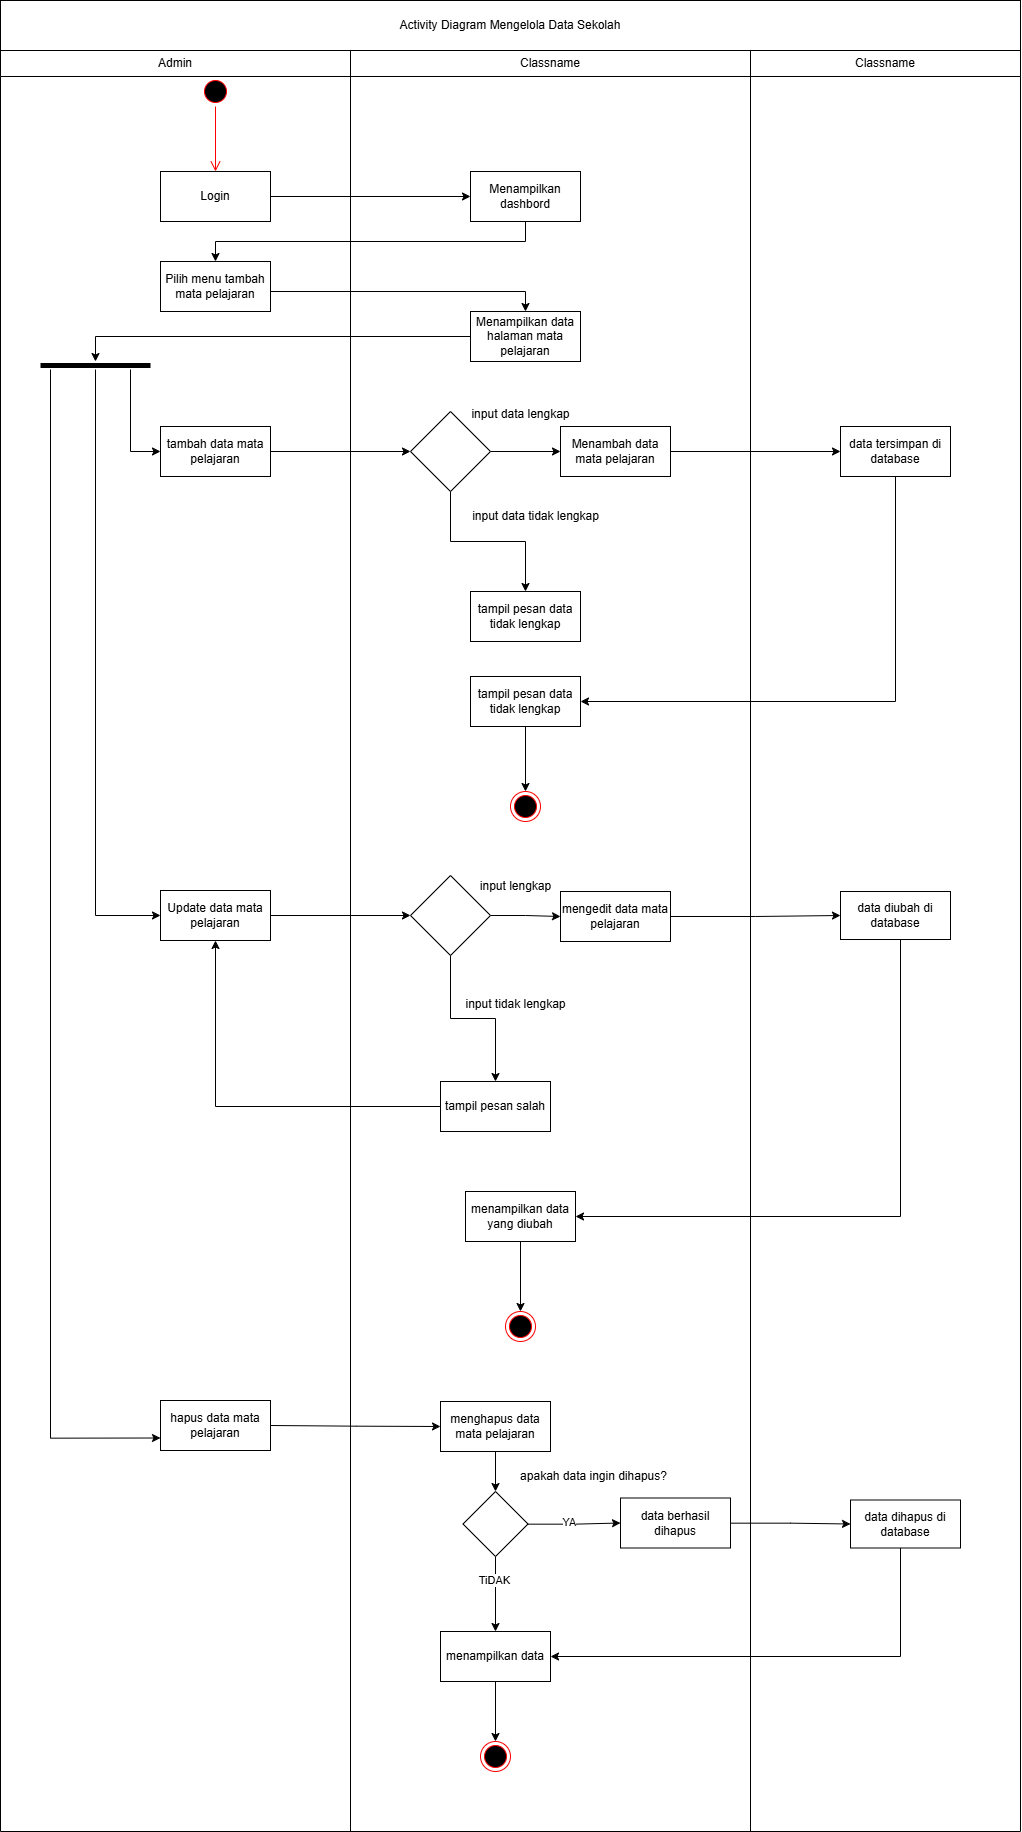 Activity Diagram Mengelola Data Sekolah
Admin
Classname
Classname
Login
Menampilkan
dashbord
Pilih menu tambah
mata pelajaran
Menampilkan data
halaman mata
pelajaran
input data lengkap
tambah data mata
pelajaran
Menambah data
mata pelajaran
data tersimpan di
database
input data tidak lengkap
tampil pesan data
tidak lengkap
tampil pesan data
tidak lengkap
input lengkap
Update data mata
pelajaran
mengedit data mata
pelajaran
data diubah di
database
input tidak lengkap
tampil pesan salah
menampilkan data
yang diubah
hapus data mata
pelajaran
menghapus data
mata pelajaran
apakah data ingin dihapus?
YA
data berhasil
dihapus
data dihapus di
database
TiDAK
menampilkan data